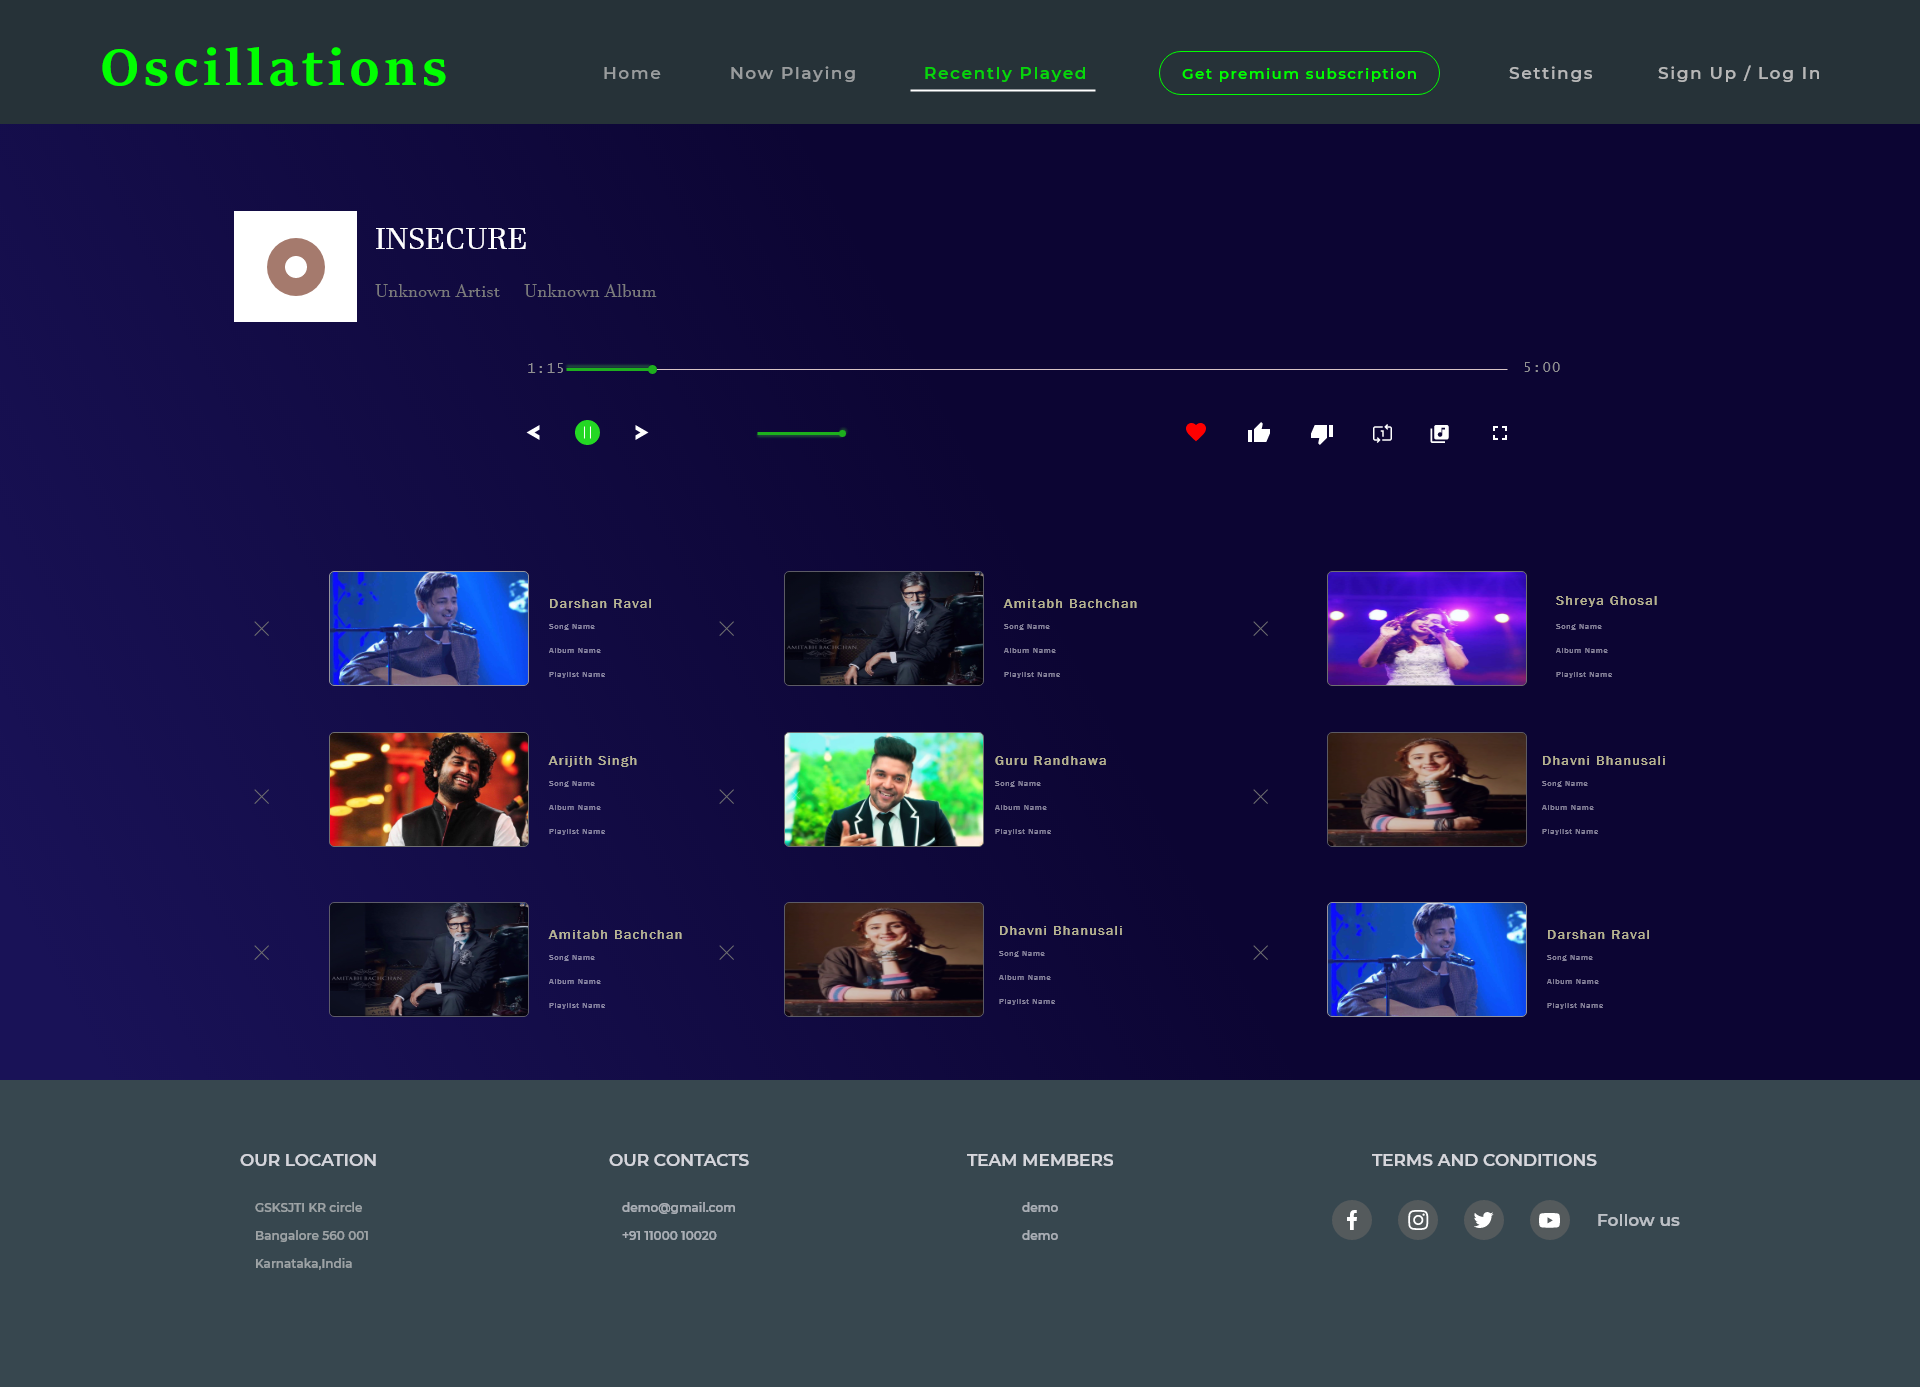 Oscillations
Home
Now Playing
Recently Played
Get premium subscription
Settings
Sign Up / Log In
INSECURE
Unknown Artist
Unknown Album
1:15
5:00
Darshan Raval
Song Name
Album Name
Playlist Name
AMITABH BACHCHAN
Amitabh Bachchan
Song Name
Album Name
Playlist Name
Shreya Ghosal
Song Name
Album Name
Playlist Name
Arijith Singh
Song Name
Album Name
Playlist Name
Guru Randhawa
Song Name
Album Name
Playlist Name
Dhavni Bhanusali
Song Name
Album Name
Playlist Name
AMITABH BACHCHAN
Amitabh Bachchan
Song Name
Album Name
Playlist Name
Dhavni Bhanusali
Song Name
Album Name
Playlist Name
Darshan Raval
Song Name
Album Name
Playlist Name
OUR LOCATION
GSKSJTI KR circle
Bangalore 560 001
Karnataka,India
OUR CONTACTS
demo@gmail.com
+91 11000 10020
TEAM MEMBERS
demo
demo
TERMS AND CONDITIONS
Follow us